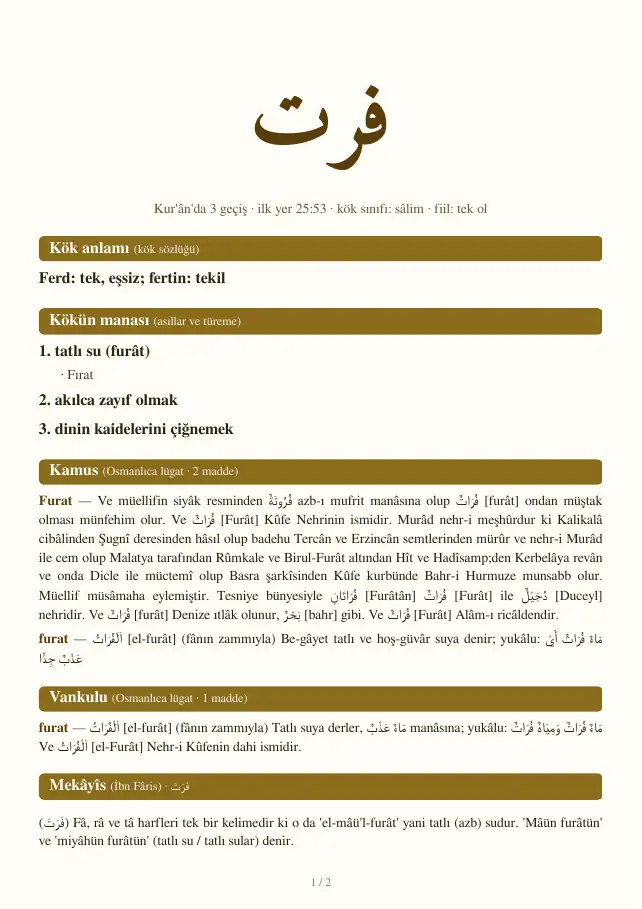 فرت
Kur'ân'da 3 geçiş · ilk yer 25:53 · kök sınıfı: sâlim · fiil: tek ol
Kök anlamı (kök sözlüğü)
Ferd: tek, eşsiz; fertin: tekil
Kökün manası (asıllar ve türeme)
1. tatlı su (furât)
· Fırat
2. akılca zayıf olmak
3. dinin kaidelerini çiğnemek
Kamus (Osmanlıca lügat · 2 madde)
Furat — Ve müellifin siyâk resminden فُرُوتَةٌ azb-ı mufrit manâsına olup فُرَاتٌ [furât] ondan müştak
olması münfehim olur. Ve فُرَاتٌ [Furât] Kûfe Nehrinin ismidir. Murâd nehr-i meşhûrdur ki Kalikalâ
cibâlinden Şugnî deresinden hâsıl olup badehu Tercân ve Erzincân semtlerinden mürûr ve nehr-i Murâd
ile cem olup Malatya tarafından Rûmkale ve Birul-Furât altından Hît ve Hadîsamp;den Kerbelâya revân
ve onda Dicle ile müctemî olup Basra şarkîsinden Kûfe kurbünde Bahr-i Hurmuze munsabb olur.
Müellif müsâmaha eylemiştir. Tesniye bünyesiyle فُرَاتَانِ [Furâtân] فُرَاتٌ [Furât] ile دُجَيْلٌ [Duceyl]
nehridir. Ve فُرَاتٌ [furât] Denize ıtlâk olunur, بَحْرٌ [bahr] gibi. Ve فُرَاتٌ [Furât] Alâm-ı ricâldendir.
furat — اَلْفُرَاتُ [el-furât] (fânın zammıyla) Be-gâyet tatlı ve hoş-güvâr suya denir; yukâlu: مَاءٌ فُرَاتٌ أَيْ
عَذْبٌ جِدًّا
Vankulu (Osmanlıca lügat · 1 madde)
furat — اَلْفُرَاتُ [el-furât] (fânın zammıyla) Tatlı suya derler, مَاءٌ عَذْبٌ manâsına; yukâlu: مَاءٌ فُرَاتٌ وَمِيَاهٌ فُرَاتٌ
Ve اَلْفُرَاتُ [el-Furât] Nehr-i Kûfenin dahi ismidir.
Mekâyîs (İbn Fâris) · فرَت
(فَرَتَ) Fâ, râ ve tâ harfleri tek bir kelimedir ki o da 'el-mâü'l-furât' yani tatlı (azb) sudur. 'Mâün furâtün'
ve 'miyâhün furâtün' (tatlı su / tatlı sular) denir.
1 / 2